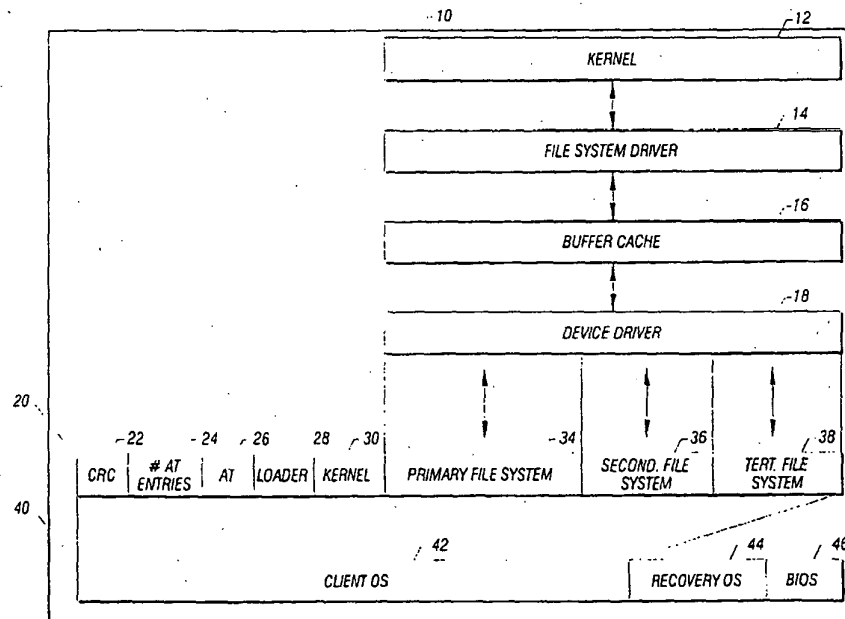 10
12
KERNEL
14
FILE SYSTEM DRIVER
16
BUFFER CACHE
18
DEVICE DRIVER
20
22
24
26
28
30
34
36
38
CRC
# AT
ENTRIES
AT
LOADER
KERNEL
PRIMARY FILE SYSTEM
SECOND. FILE
SYSTEM
TERT. FILE
SYSTEM
40
42
44
46
CLIENT OS
RECOVERY OS
BIOS